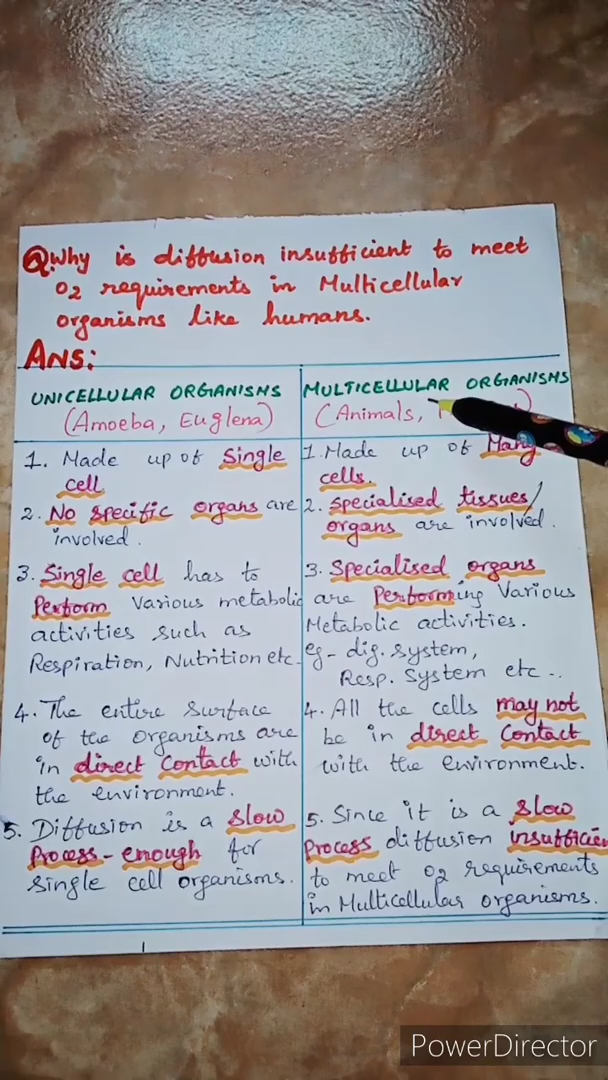 Q. Why is diffusion insufficient to meet
O2 requirements in Multicellular
organisms like humans.
ANS:
UNICELLULAR ORGIANISMS
(Amoeba, Euglena)
1. Made up of Single
cell
2. No specific organs are
involved.
3. Single cell has to
Perform various metabolic
activities such as
Respiration, Nutrition etc-
4. The entire surface
of the organisms are
in direct Contact with
the environment.
5. Diffusion is a slow
Process - enough for
single cell organisms.
MULTICELLULAR ORGANISMS
(Animals,
1. Made up of Many
cells.
2. Specialised tissues/
organs are involved.
3. Specialised organs
are Performing Various
Metabolic activities.
eg- dig. system,
Resp. System etc..
4. All the cells may not
be in direct Contact
with the environment.
5. Since it is a slow
Process diffusion insufficien
to meet O2 requirements
in Multicellular organisms.
PowerDirector